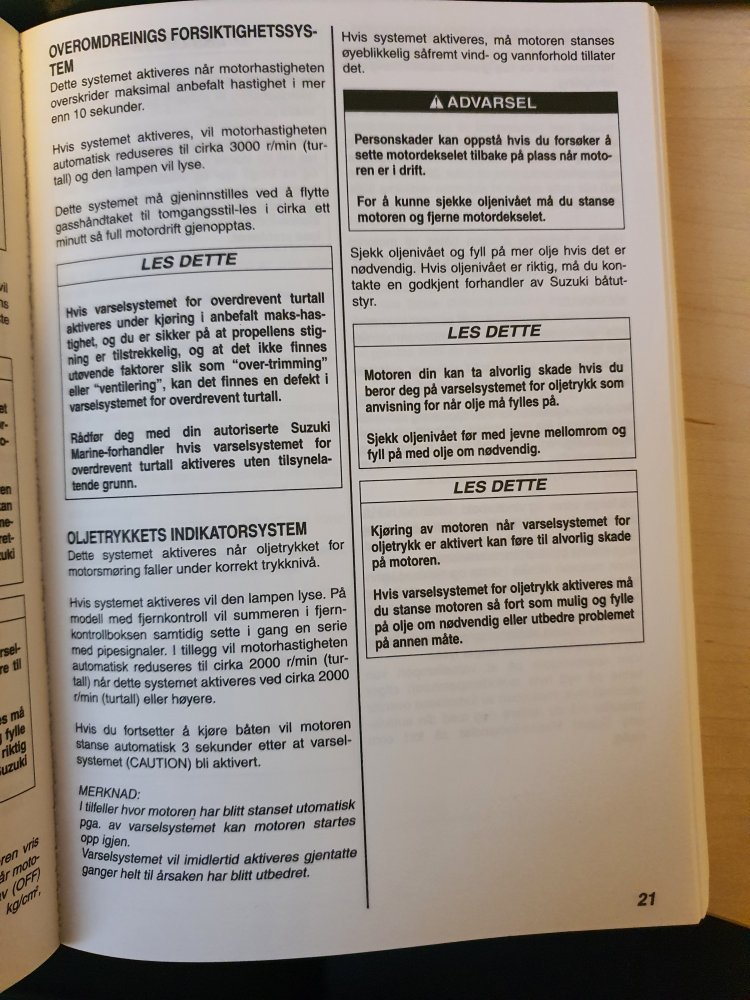 OVEROMDREINIGS FORSIKTIGHETSSYS-
TEM
Dette systemet aktiveres når motorhastigheten
overskrider maksimal anbefalt hastighet i mer
enn 10 sekunder.
Hvis systemet aktiveres, vil motorhastigheten
automatisk reduseres til cirka 3000 r/min (tur-
tall) og den lampen vil lyse.
Dette systemet må gjeninnstilles ved å flytte
gasshåndtaket til tomgangsstil-les i cirka ett
minutt så full motordrift gjenopptas.
LES DETTE
Hvis varselsystemet for overdrevent turtall
aktiveres under kjøring i anbefalt maks-has-
tighet, og du er sikker på at propellens stig-
ning er tilstrekkelig, og at det ikke finnes
utøvende faktorer slik som “over-trimming”
eller “ventilering”, kan det finnes en defekt i
varselsystemet for overdrevent turtall.
Rådfør deg med din autoriserte Suzuki
Marine-forhandler hvis varselsystemet for
overdrevent turtall aktiveres uten tilsynela-
tende grunn.
OLJETRYKKETS INDIKATORSYSTEM
Dette systemet aktiveres når oljetrykket for
motorsmøring faller under korrekt trykknivå.
Hvis systemet aktiveres vil den lampen lyse. På
modell med fjernkontroll vil summeren i fjern-
kontrollboksen samtidig sette i gang en serie
med pipesignaler. I tillegg vil motorhastigheten
automatisk reduseres til cirka 2000 r/min (tur-
tall) når dette systemet aktiveres ved cirka 2000
r/min (turtall) eller høyere.
Hvis du fortsetter å kjøre båten vil motoren
stanse automatisk 3 sekunder etter at varsel-
systemet (CAUTION) bli aktivert.
MERKNAD:
I tilfeller hvor motoren har blitt stanset utomatisk
pga. av varselsystemet kan motoren startes
opp igjen.
Varselsystemet vil imidlertid aktiveres gjentatte
ganger helt til årsaken har blitt utbedret.
Hvis systemet aktiveres, må motoren stanses
øyeblikkelig såfremt vind- og vannforhold tillater
det.
ADVARSEL
Personskader kan oppstå hvis du forsøker å
sette motordekselet tilbake på plass når moto-
ren er i drift.
For å kunne sjekke oljenivået må du stanse
motoren og fjerne motordekselet.
Sjekk oljenivået og fyll på mer olje hvis det er
nødvendig. Hvis oljenivået er riktig, må du kon-
takte en godkjent forhandler av Suzuki båtut-
styr.
LES DETTE
Motoren din kan ta alvorlig skade hvis du
beror deg på varselsystemet for oljetrykk som
anvisning for når olje må fylles på.
Sjekk oljenivået før med jevne mellomrom og
fyll på med olje om nødvendig.
LES DETTE
Kjøring av motoren når varselsystemet for
oljetrykk er aktivert kan føre til alvorlig skade
på motoren.
Hvis varselsystemet for oljetrykk aktiveres må
du stanse motoren så fort som mulig og fylle
på olje om nødvendig eller utbedre problemet
på annen måte.
21